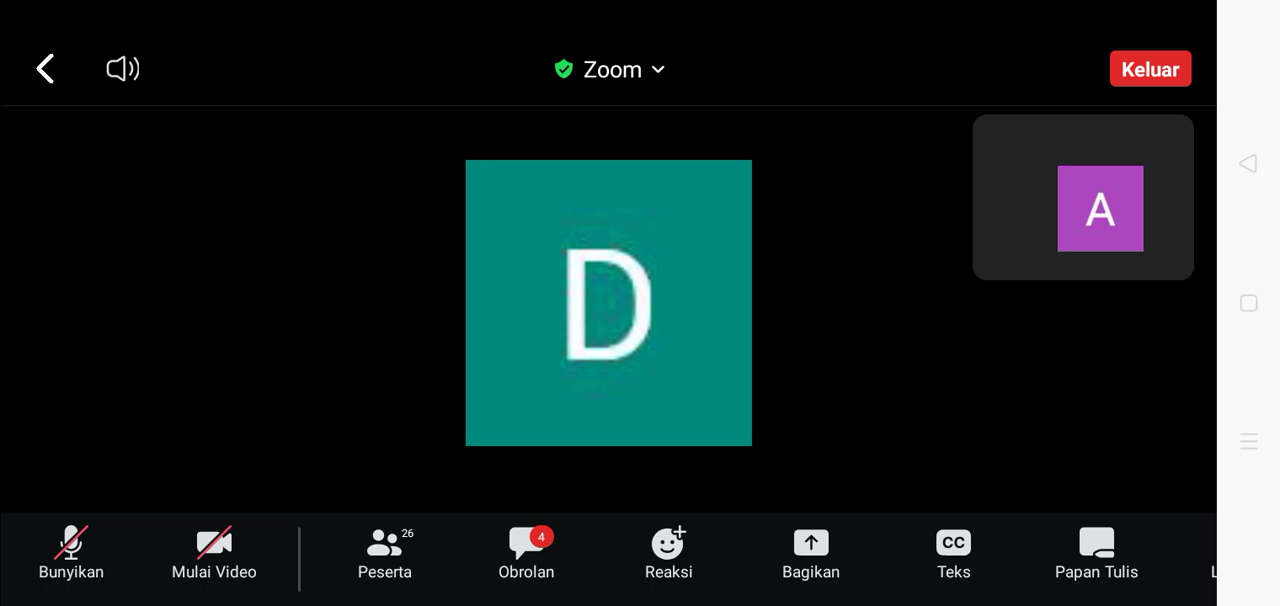 Zoom
Keluar
D
A
26
4
CC
Bunyikan
Mulai Video
Peserta
Obrolan
Reaksi
Bagikan
Teks
Papan Tulis